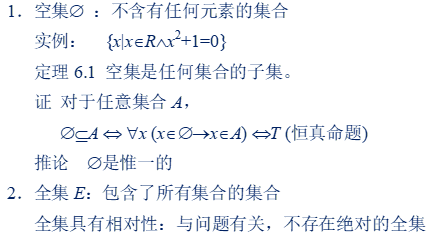 1．空集∅ ：不含有任何元素的集合
实例： {x|x∈R∧x²+1=0}
定理 6.1 空集是任何集合的子集。
证 对于任意集合 A，
∅⊆A ⇔ ∀x (x∈∅→x∈A) ⇔T (恒真命题)
推论 ∅是惟一的
2．全集 E：包含了所有集合的集合
全集具有相对性：与问题有关，不存在绝对的全集